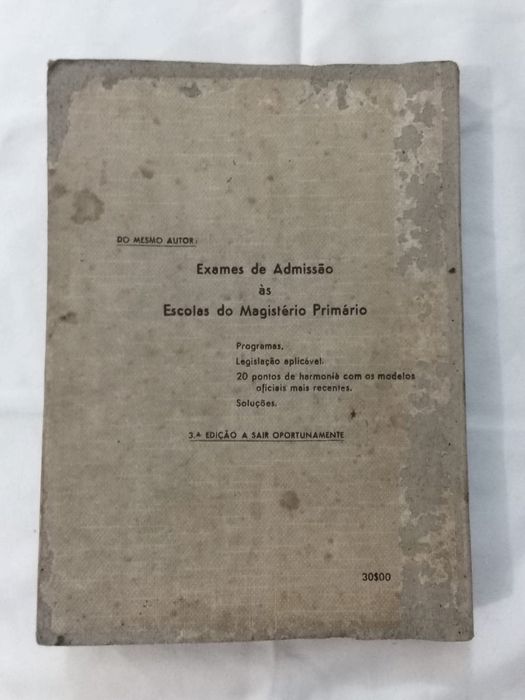 DO MESMO AUTOR:
Exames de Admissão
às
Escolas do Magistério Primário
Programas.
Legislação aplicável.
20 pontos de harmonia com os modelos
oficiais mais recentes.
Soluções.
3.ª EDIÇÃO A SAIR OPORTUNAMENTE
30$00